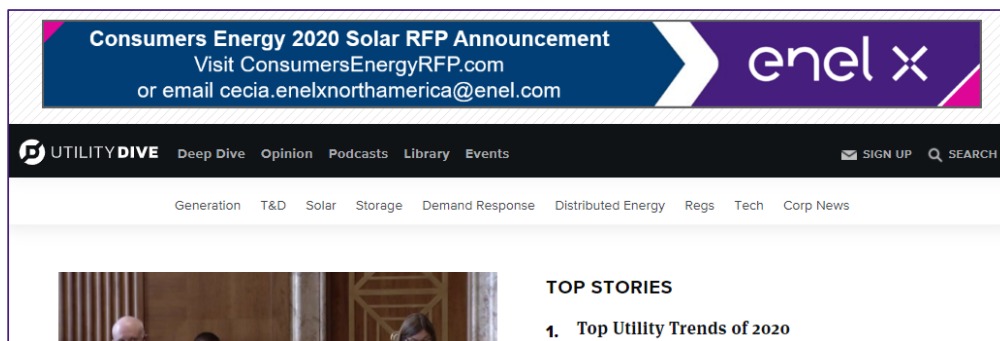 Consumers Energy 2020 Solar RFP Announcement
Visit ConsumersEnergyRFP.com
or email cecia.enelxnorthamerica@enel.com
enel x
UTILITY DIVE Deep Dive Opinion Podcasts Library Events SIGN UP SEARCH
Generation T&D Solar Storage Demand Response Distributed Energy Regs Tech Corp News
TOP STORIES
1. Top Utility Trends of 2020